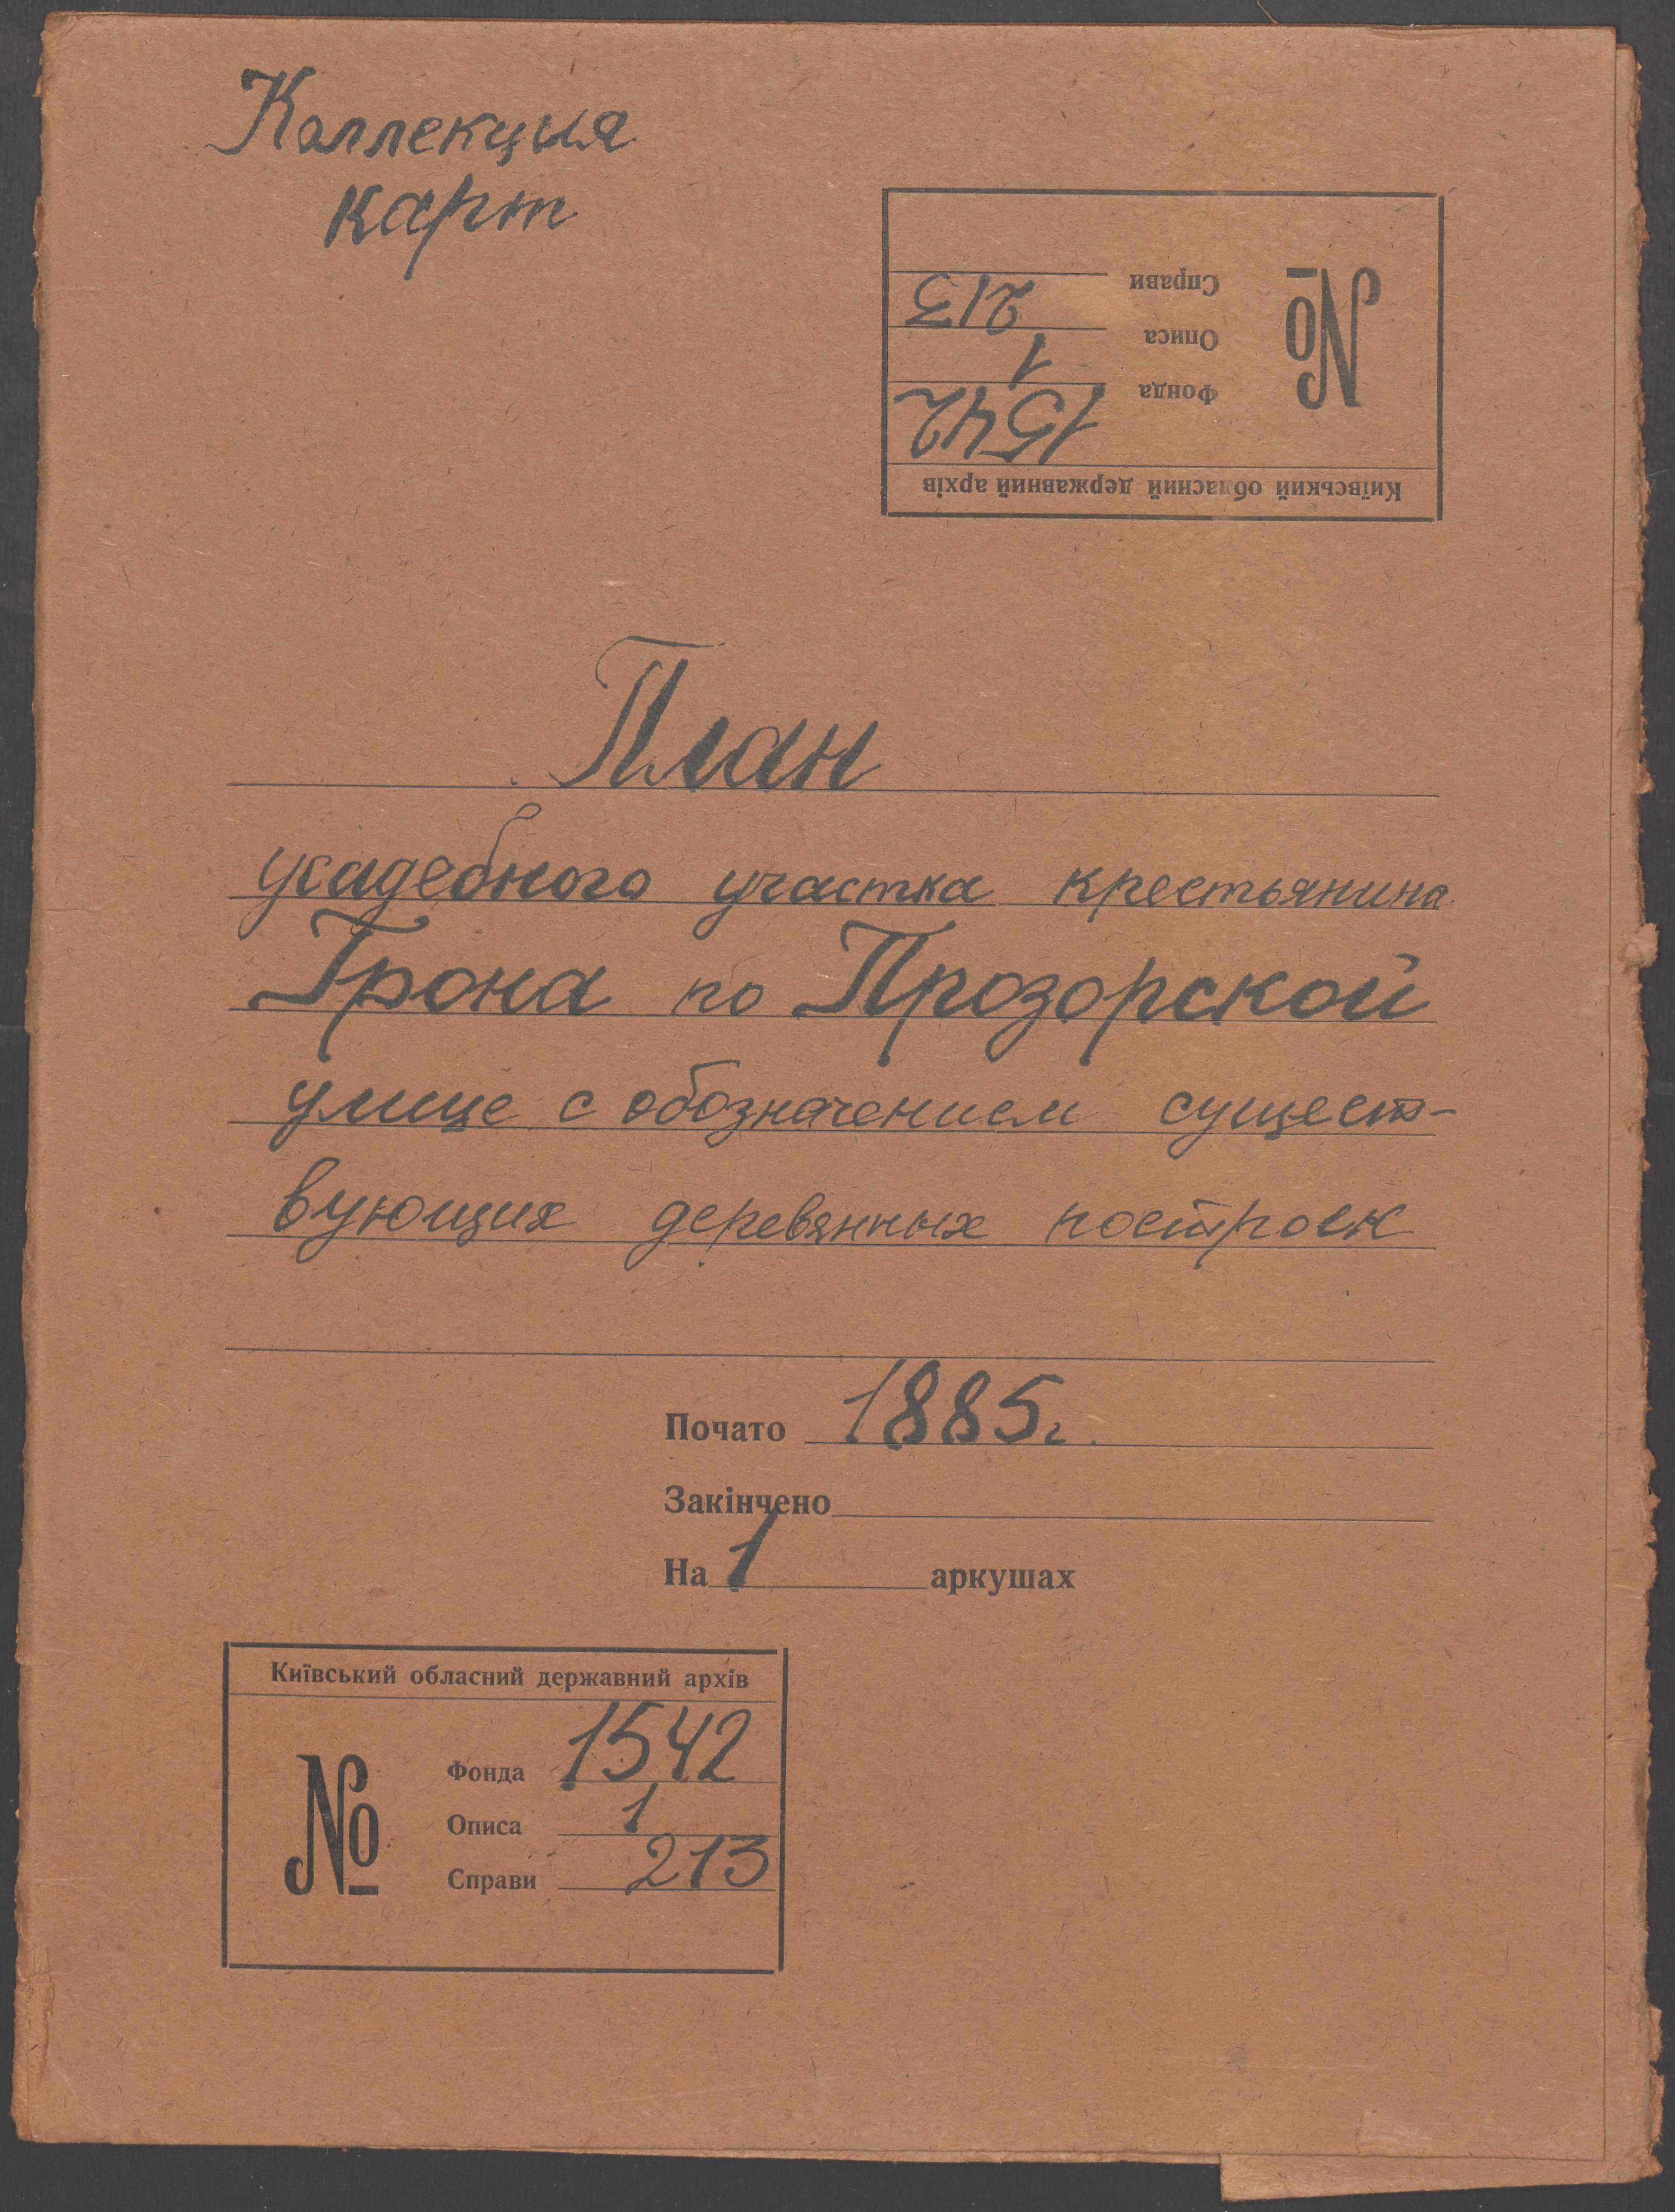 Коллекция
карт
Київський обласний державний архів
№
Фонда 1542
Описа 1
Справи 213
План
усадебного участка крестьянина
Грона по Прозорской
улице с обозначением сущест-
вующих деревянных построек
Почато 1885г.
Закінчено
На 1 аркушах
Київський обласний державний архів
№
Фонда 1542
Описа 1
Справи 213